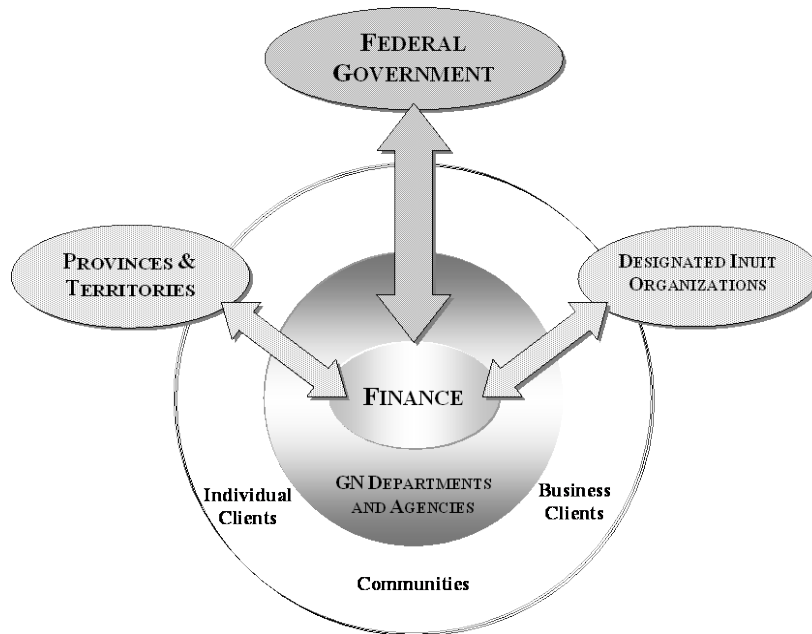 FEDERAL
GOVERNMENT
PROVINCES &
TERRITORIES
DESIGNATED INUIT
ORGANIZATIONS
FINANCE
GN DEPARTMENTS
AND AGENCIES
Individual
Clients
Business
Clients
Communities